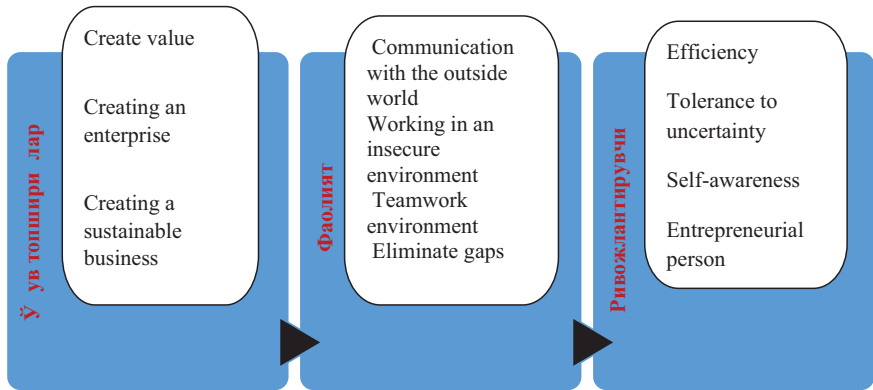 Ў ув топшири лар
Create value
Creating an
enterprise
Creating a
sustainable
business
Фаолият
Communication
with the outside
world
Working in an
insecure
environment
Teamwork
environment
Eliminate gaps
Ривожлантирувчи
Efficiency
Tolerance to
uncertainty
Self-awareness
Entrepreneurial
person